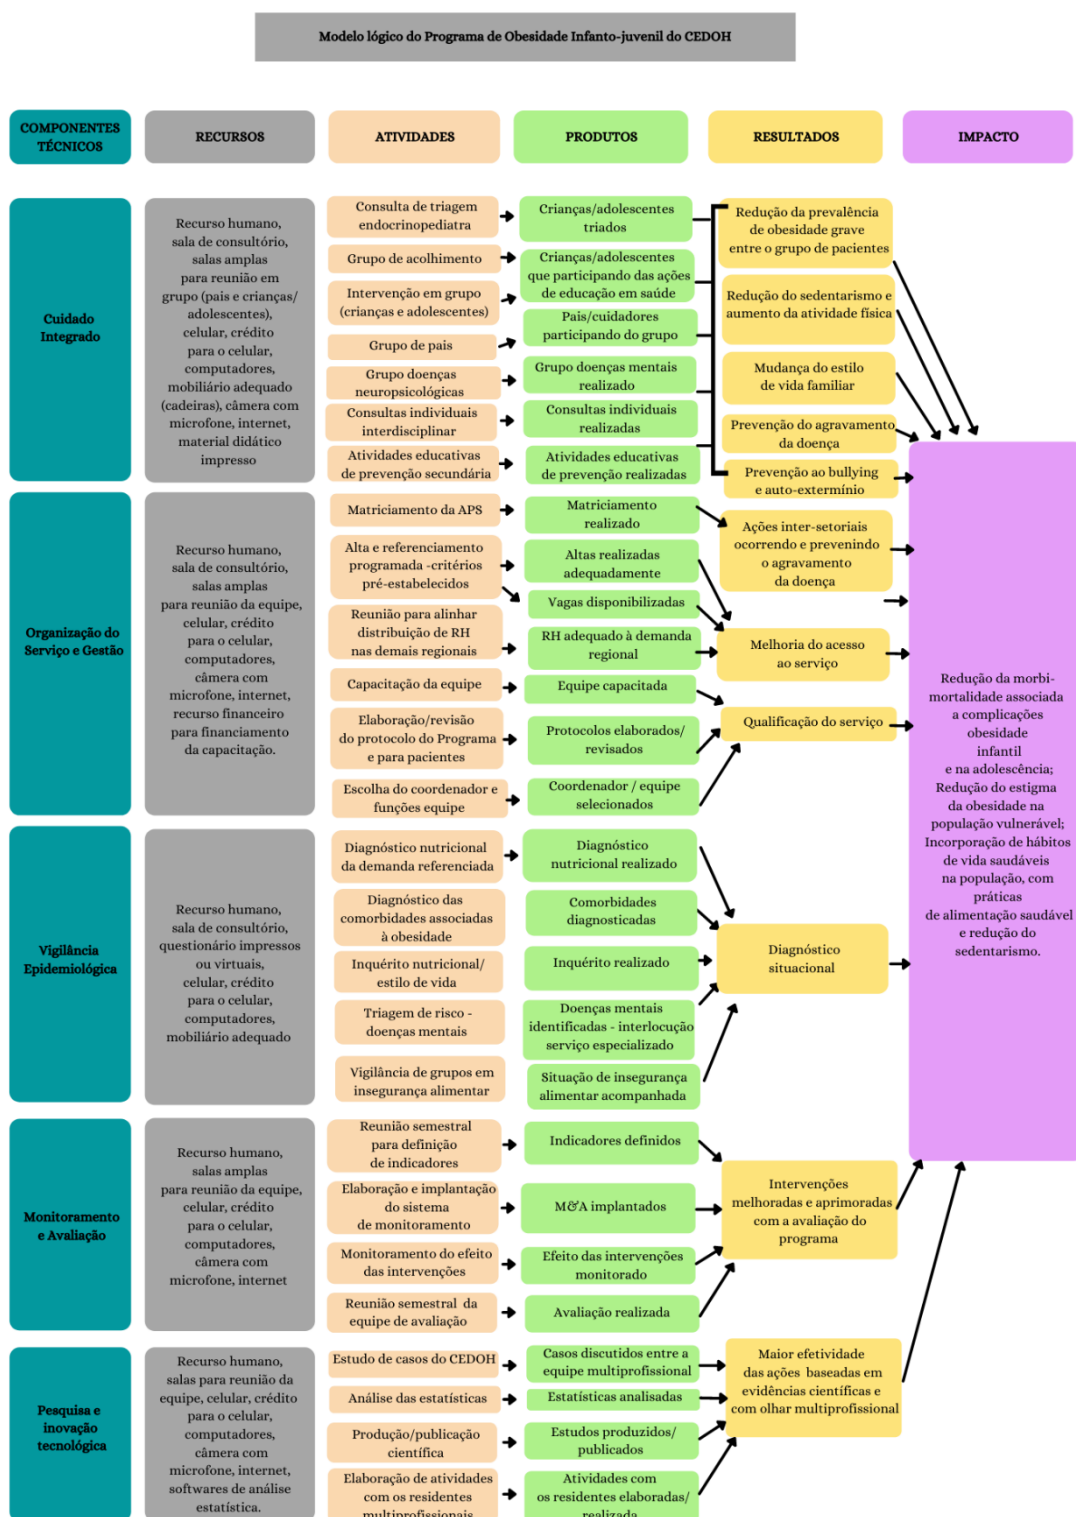 Modelo lógico do Programa de Obesidade Infanto-juvenil do CEDOH
COMPONENTES
TÉCNICOS
RECURSOS
ATIVIDADES
PRODUTOS
RESULTADOS
IMPACTO
Cuidado
Integrado
Recurso humano,
sala de consultório,
salas amplas
para reunião em
grupo (pais e crianças/
adolescentes),
celular, crédito
para o celular,
computadores,
mobiliário adequado
(cadeiras), câmera com
microfone, internet,
material didático
impresso
Consulta de triagem
endocrinopediatra
Grupo de acolhimento
Intervenção em grupo
(crianças e adolescentes)
Grupo de pais
Grupo doenças
neuropsicológicas
Consultas individuais
interdisciplinar
Atividades educativas
de prevenção secundária
Crianças/adolescentes
triados
Crianças/adolescentes
que participando das ações
de educação em saúde
Pais/cuidadores
participando do grupo
Grupo doenças mentais
realizado
Consultas individuais
realizadas
Atividades educativas
de prevenção realizadas
Redução da prevalência
de obesidade grave
entre o grupo de pacientes
Redução do sedentarismo e
aumento da atividade física
Mudança do estilo
de vida familiar
Prevenção do agravamento
da doença
Prevenção ao bullying
e auto-extermínio
Organização do
Serviço e Gestão
Recurso humano,
sala de consultório,
salas amplas
para reunião da equipe,
celular, crédito
para o celular,
computadores,
câmera com
microfone, internet,
recurso financeiro
para financiamento
da capacitação.
Matriciamento da APS
Alta e referenciamento
programada -critérios
pré-estabelecidos
Reunião para alinhar
distribuição de RH
nas demais regionais
Capacitação da equipe
Elaboração/revisão
do protocolo do Programa
e para pacientes
Escolha do coordenador e
funções equipe
Matriciamento
realizado
Altas realizadas
adequadamente
Vagas disponibilizadas
RH adequado à demanda
regional
Equipe capacitada
Protocolos elaborados/
revisados
Coordenador / equipe
selecionados
Ações inter-setoriais
ocorrendo e prevenindo
o agravamento
da doença
Melhoria do acesso
ao serviço
Qualificação do serviço
Vigilância
Epidemiológica
Recurso humano,
sala de consultório,
questionário impressos
ou virtuais,
celular, crédito
para o celular,
computadores,
mobiliário adequado
Diagnóstico nutricional
da demanda referenciada
Diagnóstico das
comorbidades associadas
à obesidade
Inquérito nutricional/
estilo de vida
Triagem de risco -
doenças mentais
Vigilância de grupos em
insegurança alimentar
Diagnóstico
nutricional realizado
Comorbidades
diagnosticadas
Inquérito realizado
Doenças mentais
identificadas - interlocução
serviço especializado
Situação de insegurança
alimentar acompanhada
Diagnóstico
situacional
Monitoramento
e Avaliação
Recurso humano,
salas amplas
para reunião da equipe,
celular, crédito
para o celular,
computadores,
câmera com
microfone, internet
Reunião semestral
para definição
de indicadores
Elaboração e implantação
do sistema
de monitoramento
Monitoramento do efeito
das intervenções
Reunião semestral da
equipe de avaliação
Indicadores definidos
M&A implantados
Efeito das intervenções
monitorado
Avaliação realizada
Intervenções
melhoradas e aprimoradas
com a avaliação do
programa
Pesquisa e
inovação
tecnológica
Recurso humano,
salas para reunião da
equipe, celular, crédito
para o celular,
computadores,
câmera com
microfone, internet,
softwares de análise
estatística.
Estudo de casos do CEDOH
Análise das estatísticas
Produção/publicação
científica
Elaboração de atividades
com os residentes
multiprofissionais
Casos discutidos entre a
equipe multiprofissional
Estatísticas analisadas
Estudos produzidos/
publicados
Atividades com
os residentes elaboradas/
realizada
Maior efetividade
das ações baseadas em
evidências científicas e
com olhar multiprofissional
Redução da morbi-
mortalidade associada
a complicações
obesidade
infantil
e na adolescência;
Redução do estigma
da obesidade na
população vulnerável;
Incorporação de hábitos
de vida saudáveis
na população, com
práticas
de alimentação saudável
e redução do
sedentarismo.